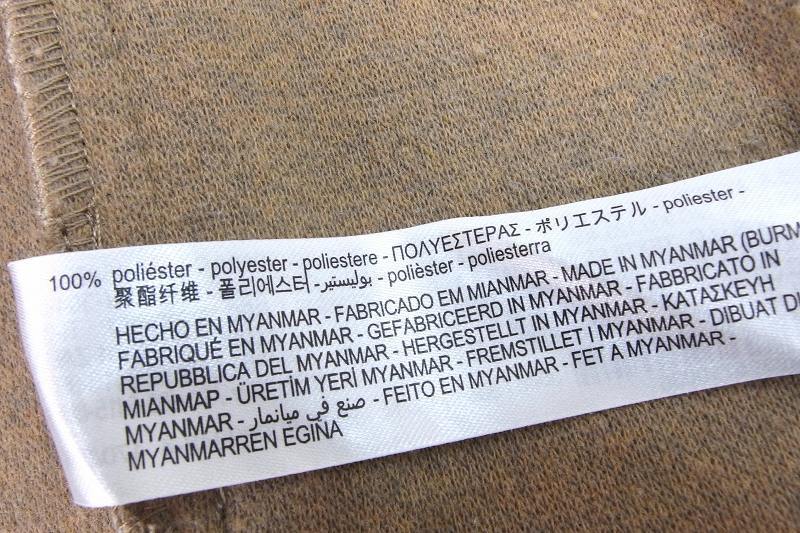 100% poliéster - polyester - poliestere - ΠΟΛΥΕΣΤΕΡΑΣ - ポリエステル - poliester -
聚酯纤维 - 폴리에스터 - بوليستير - polièster - poliesterra
HECHO EN MYANMAR - FABRICADO EM MIANMAR - MADE IN MYANMAR (BURM
FABRIQUÉ EN MYANMAR - GEFABRICEERD IN MYANMAR - FABBRICATO IN
REPUBBLICA DEL MYANMAR - HERGESTELLT IN MYANMAR - ΚΑΤΑΣΚΕΥΗ
ΜΙΑΝΜΑΡ - ÜRETİM YERİ MYANMAR - FREMSTILLET I MYANMAR - DIBUAT DI
MYANMAR - صنع في ميانمار - FEITO EN MYANMAR - FET A MYANMAR -
MYANMARREN EGINA